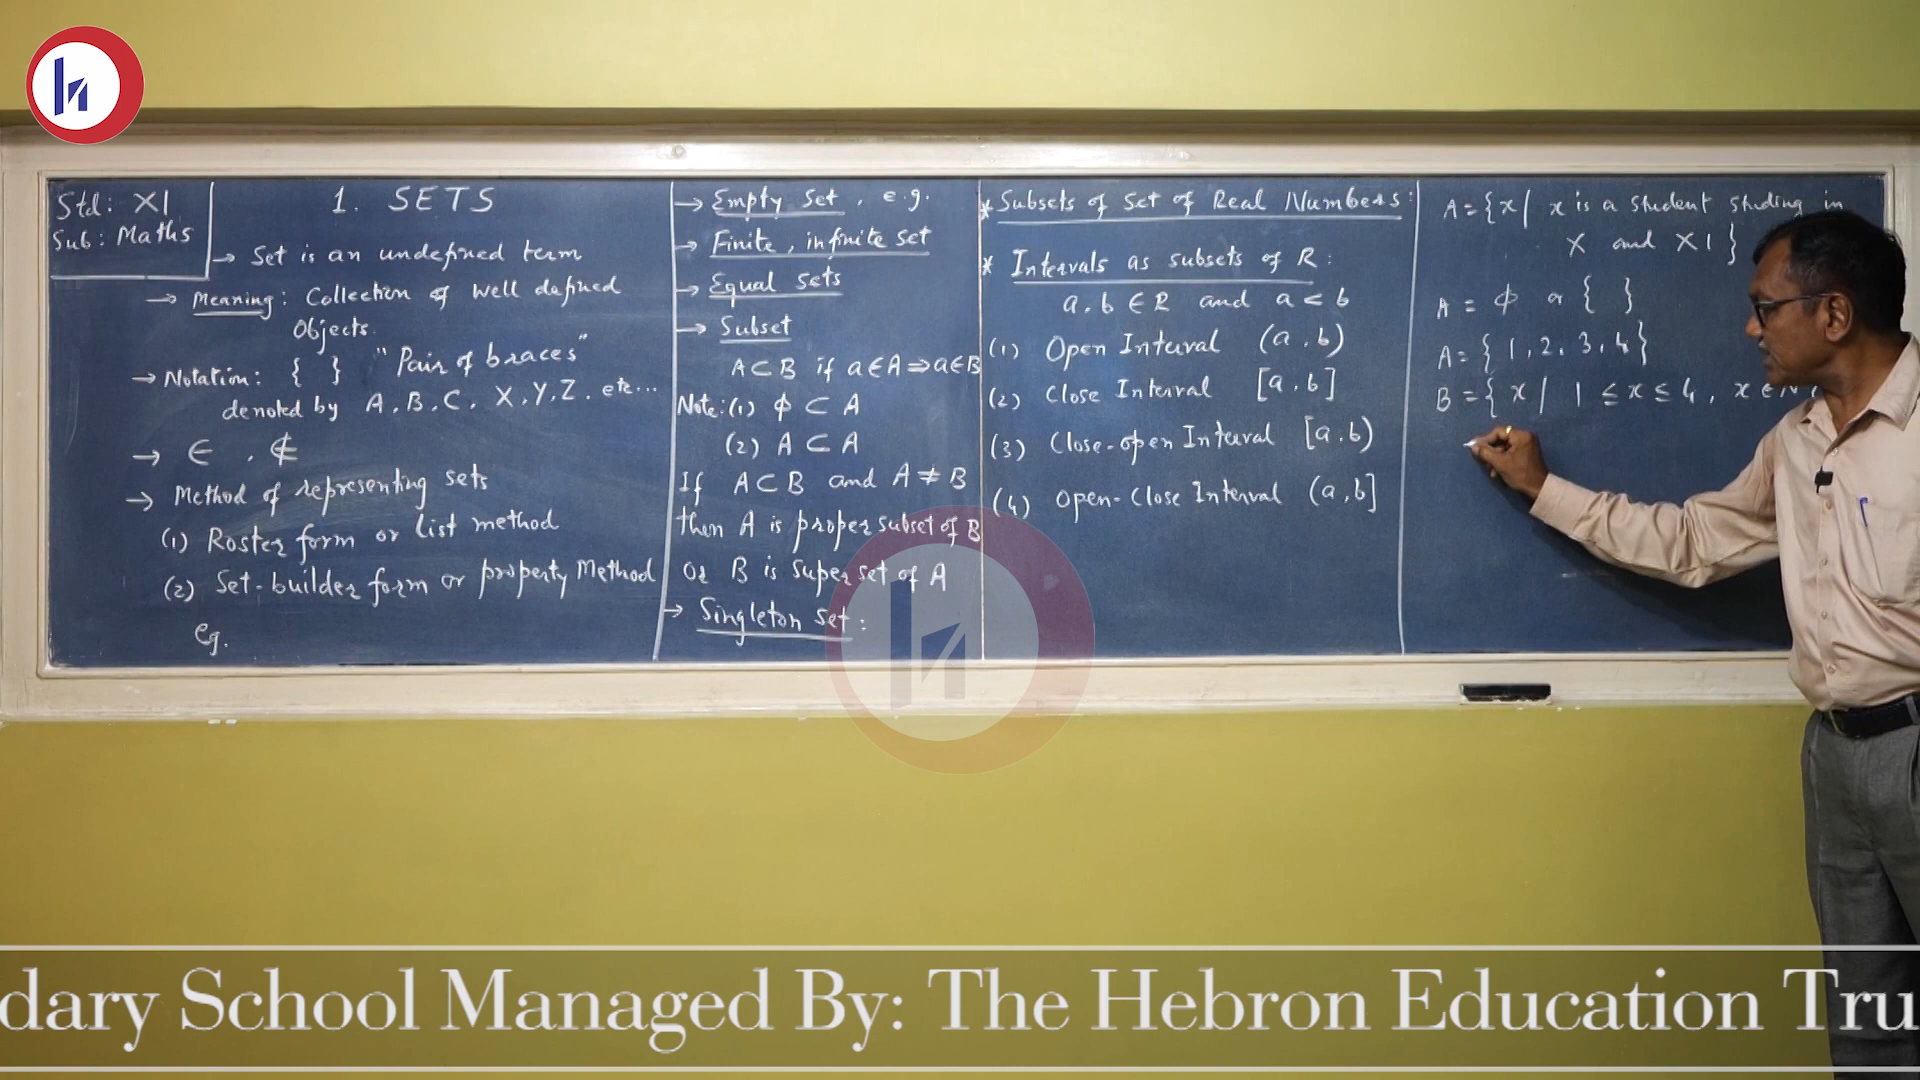 Std: XI
Sub: Maths
1. SETS
→ Set is an undefined term
→ Meaning: Collection of well defined
Objects.
→ Notation: { } "Pair of braces"
denoted by A, B, C, X, Y, Z, etc...
→ ∈ , ∉
→ Method of representing sets
(1) Roster form or list method
(2) Set-builder form or property Method
eg.
→ Empty set, e.g.
→ Finite, infinite set
→ Equal sets
→ Subset
A⊂B if a∈A⇒a∈B
Note: (1) ϕ ⊂ A
(2) A ⊂ A
If A⊂B and A≠B
then A is proper subset of B
or B is super set of A
→ Singleton set:
* Subsets of set of Real Numbers:
* Intervals as subsets of R:
a, b ∈ R and a < b
(1) Open Interval (a, b)
(2) Close Interval [a, b]
(3) Close-open Interval [a, b)
(4) Open-Close Interval (a, b]
A={x| x is a student studing in
X and XI}
A = ϕ or { }
A={1, 2, 3, 4}
B={x| 1 ≤ x ≤ 4, x ∈ N
dary School Managed By: The Hebron Education Tru